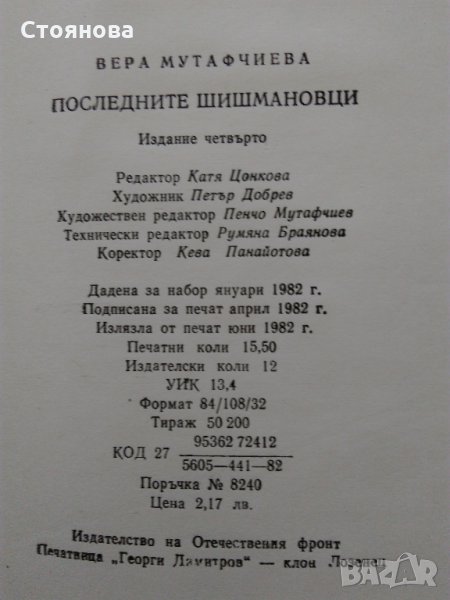 Стоянова
ВЕРА МУТАФЧИЕВА
ПОСЛЕДНИТЕ ШИШМАНОВЦИ
Издание четвърто
Редактор Катя Цонкова
Художник Петър Добрев
Художествен редактор Пенчо Мутафчиев
Технически редактор Румяна Браянова
Коректор Кева Панайотова
Дадена за набор януари 1982 г.
Подписана за печат април 1982 г.
Излязла от печат юни 1982 г.
Печатни коли 15,50
Издателски коли 12
УИК 13,4
Формат 84/108/32
Тираж 50 200
КОД 27 95362 72412
5605—441—82
Поръчка № 8240
Цена 2,17 лв.
Издателство на Отечествения фронт
Печатница „Георги Димитров" — клон Лозенец
bazar